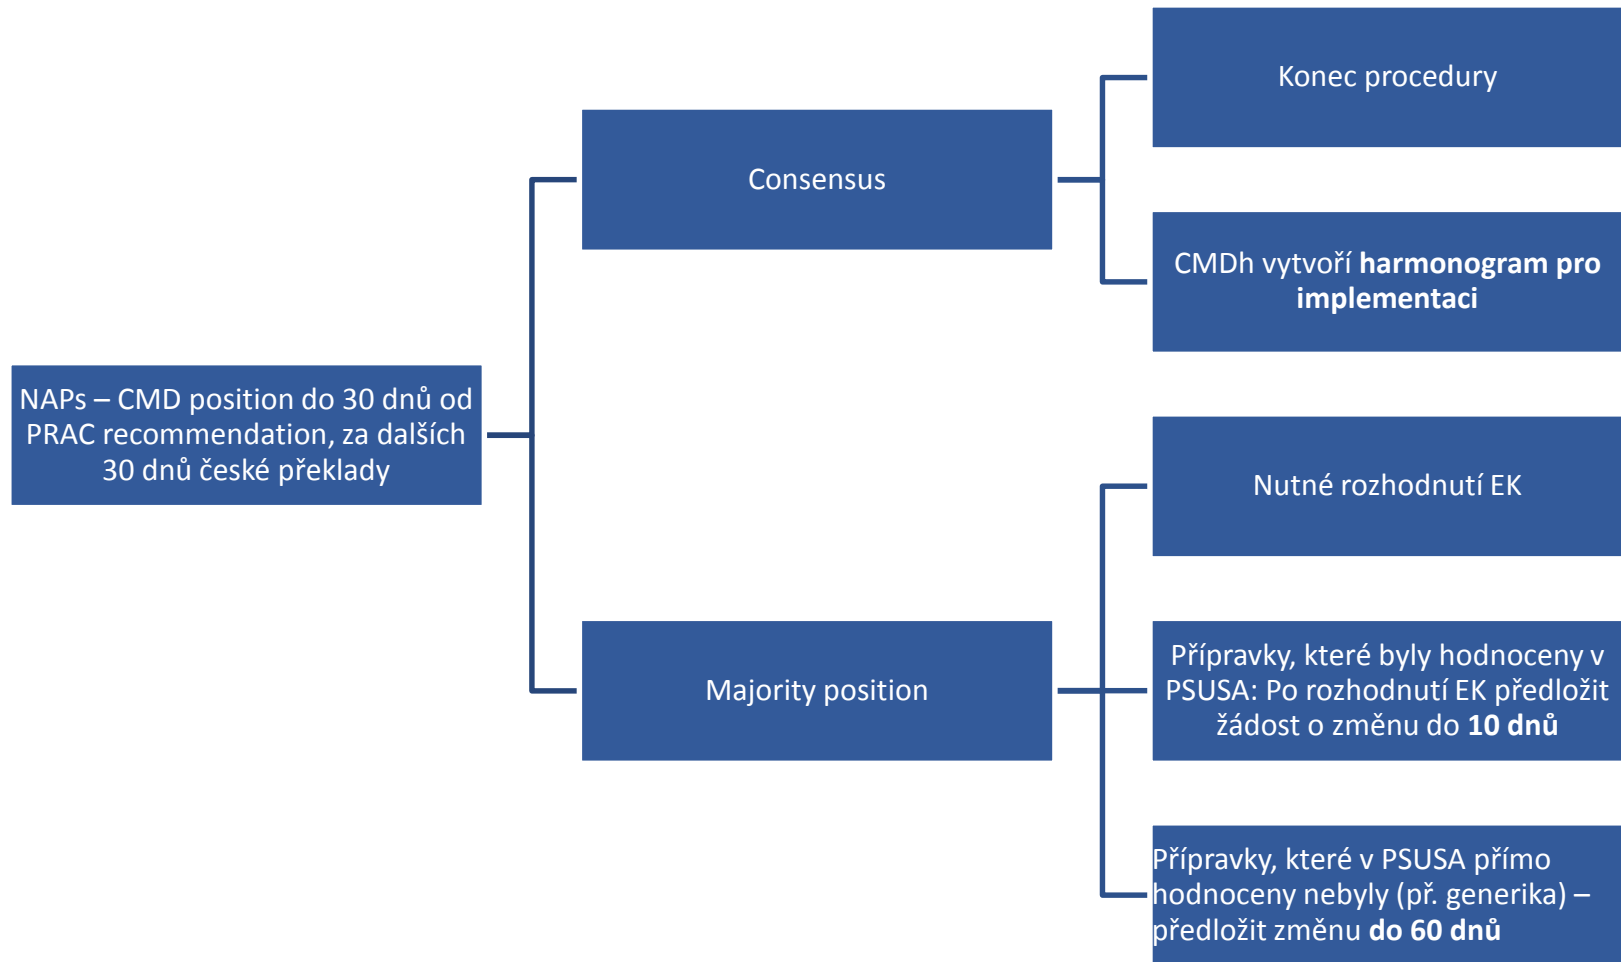 NAPs – CMD position do 30 dnů od
PRAC recommendation, za dalších
30 dnů české překlady
Consensus
Konec procedury
CMDh vytvoří harmonogram pro
implementaci
Majority position
Nutné rozhodnutí EK
Přípravky, které byly hodnoceny v
PSUSA: Po rozhodnutí EK předložit
žádost o změnu do 10 dnů
Přípravky, které v PSUSA přímo
hodnoceny nebyly (př. generika) –
předložit změnu do 60 dnů